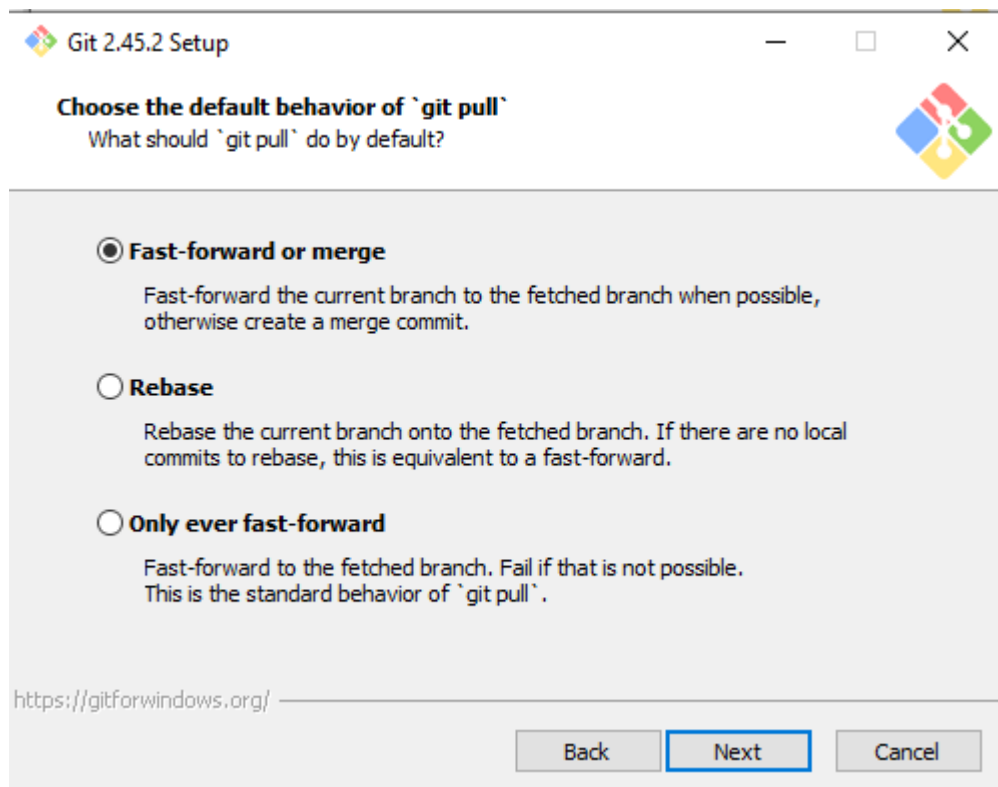 Git 2.45.2 Setup
Choose the default behavior of `git pull`
What should `git pull` do by default?
Fast-forward or merge
Fast-forward the current branch to the fetched branch when possible,
otherwise create a merge commit.
Rebase
Rebase the current branch onto the fetched branch. If there are no local
commits to rebase, this is equivalent to a fast-forward.
Only ever fast-forward
Fast-forward to the fetched branch. Fail if that is not possible.
This is the standard behavior of `git pull`.
https://gitforwindows.org/
Back
Next
Cancel